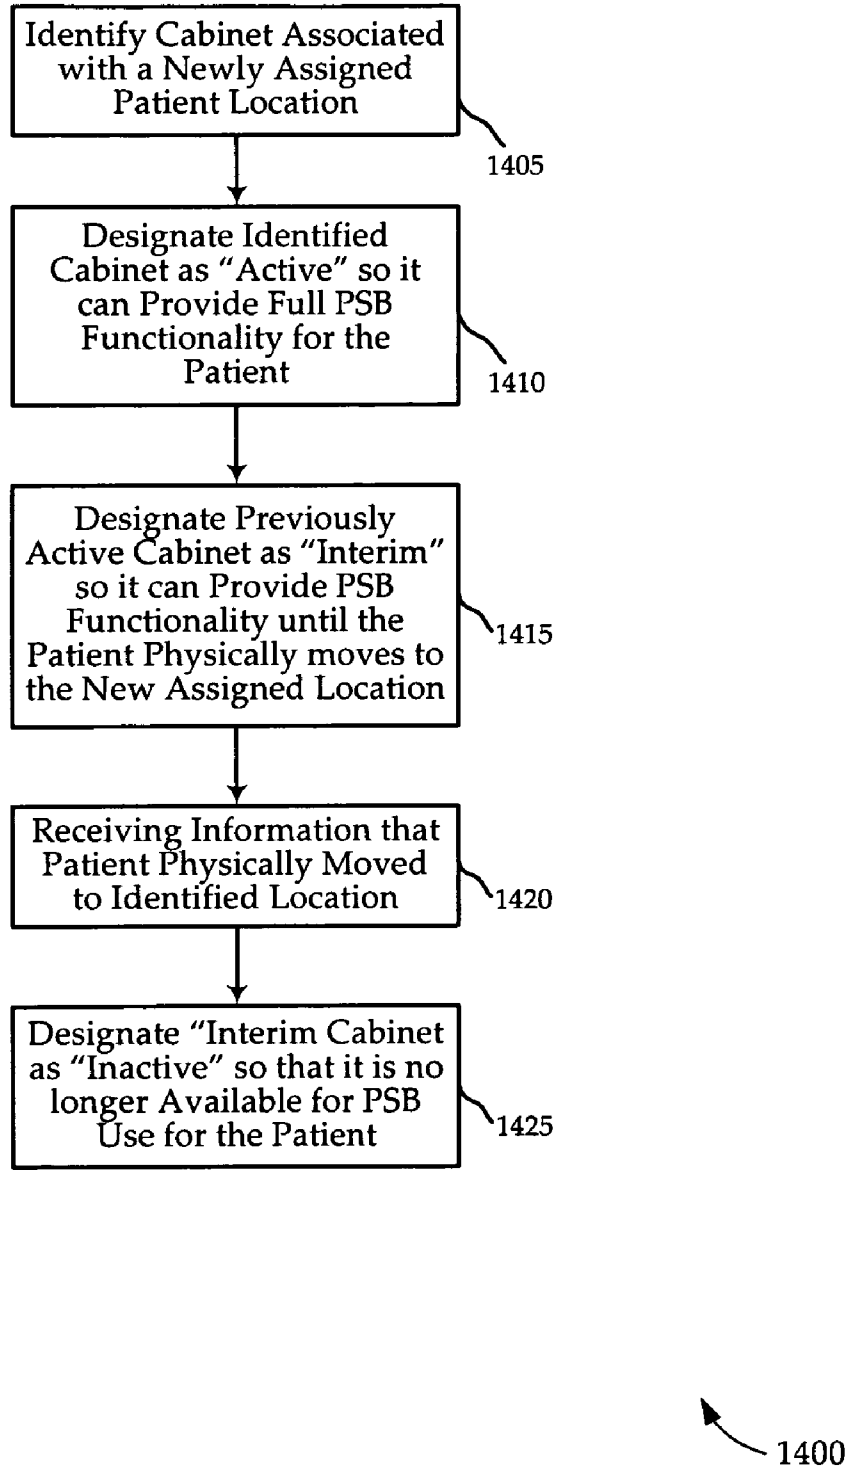 Identify Cabinet Associated
with a Newly Assigned
Patient Location
1405
Designate Identified
Cabinet as "Active" so it
can Provide Full PSB
Functionality for the
Patient
1410
Designate Previously
Active Cabinet as "Interim"
so it can Provide PSB
Functionality until the
Patient Physically moves to
the New Assigned Location
1415
Receiving Information that
Patient Physically Moved
to Identified Location
1420
Designate "Interim Cabinet
as "Inactive" so that it is no
longer Available for PSB
Use for the Patient
1425
1400